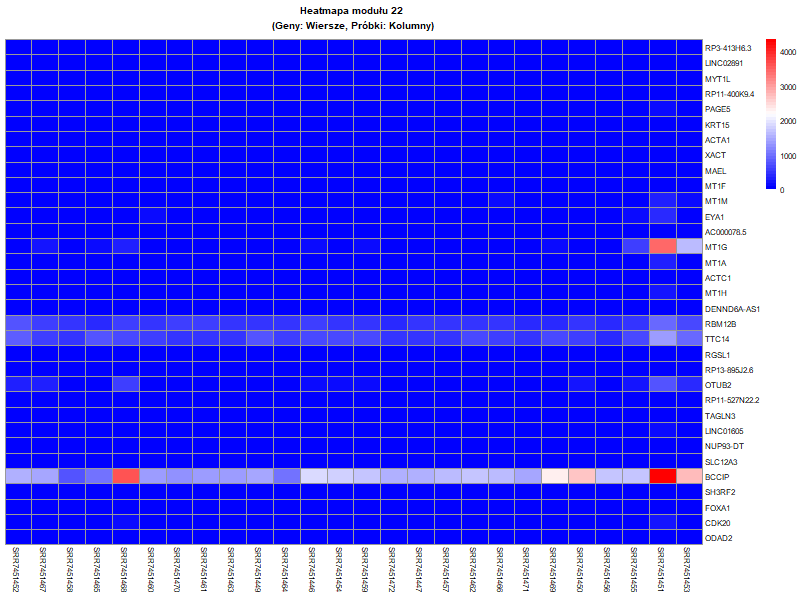 Heatmapa modułu 22
(Geny: Wiersze, Próbki: Kolumny)
4000
3000
2000
1000
0
RP3-413H6.3
LINC02891
MYT1L
RP11-400K9.4
PAGE5
KRT15
ACTA1
XACT
MAEL
MT1F
MT1M
EYA1
AC000078.5
MT1G
MT1A
ACTC1
MT1H
DENND6A-AS1
RBM12B
TTC14
RGSL1
RP13-895J2.6
OTUB2
RP11-527N22.2
TAGLN3
LINC01605
NUP93-DT
SLC12A3
BCCIP
SH3RF2
FOXA1
CDK20
ODAD2
SRR7451452
SRR7451467
SRR7451458
SRR7451465
SRR7451468
SRR7451460
SRR7451470
SRR7451461
SRR7451463
SRR7451449
SRR7451464
SRR7451446
SRR7451454
SRR7451459
SRR7451472
SRR7451447
SRR7451457
SRR7451462
SRR7451466
SRR7451471
SRR7451469
SRR7451450
SRR7451456
SRR7451455
SRR7451451
SRR7451453